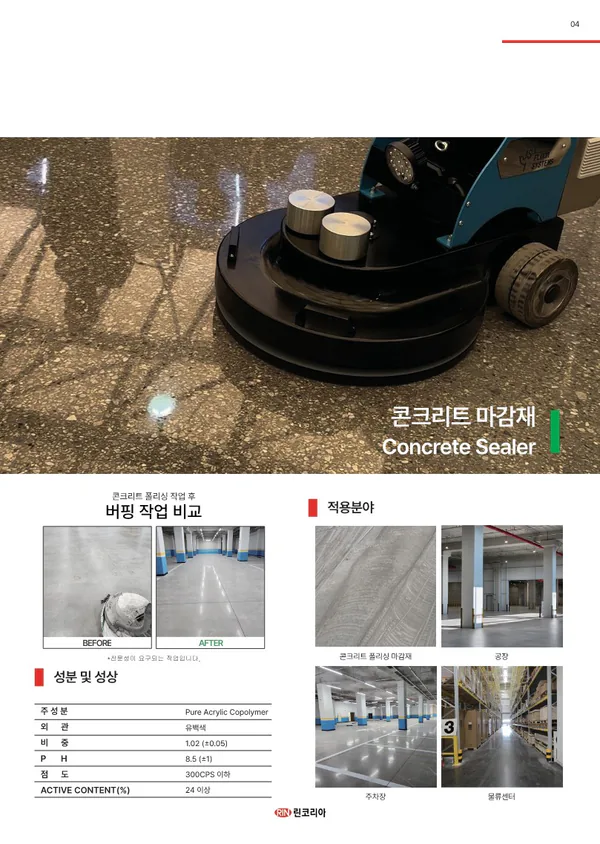 04
콘크리트 마감재
Concrete Sealer
콘크리트 폴리싱 작업 후
버핑 작업 비교
BEFORE
AFTER
*전문성이 요구되는 작업입니다.
성분 및 성상
주 성 분 Pure Acrylic Copolymer
외 관 유백색
비 중 1.02 (±0.05)
P H 8.5 (±1)
점 도 300CPS 이하
ACTIVE CONTENT(%) 24 이상
적용분야
콘크리트 폴리싱 마감재
공장
3
주차장
물류센터
RIN 린코리아